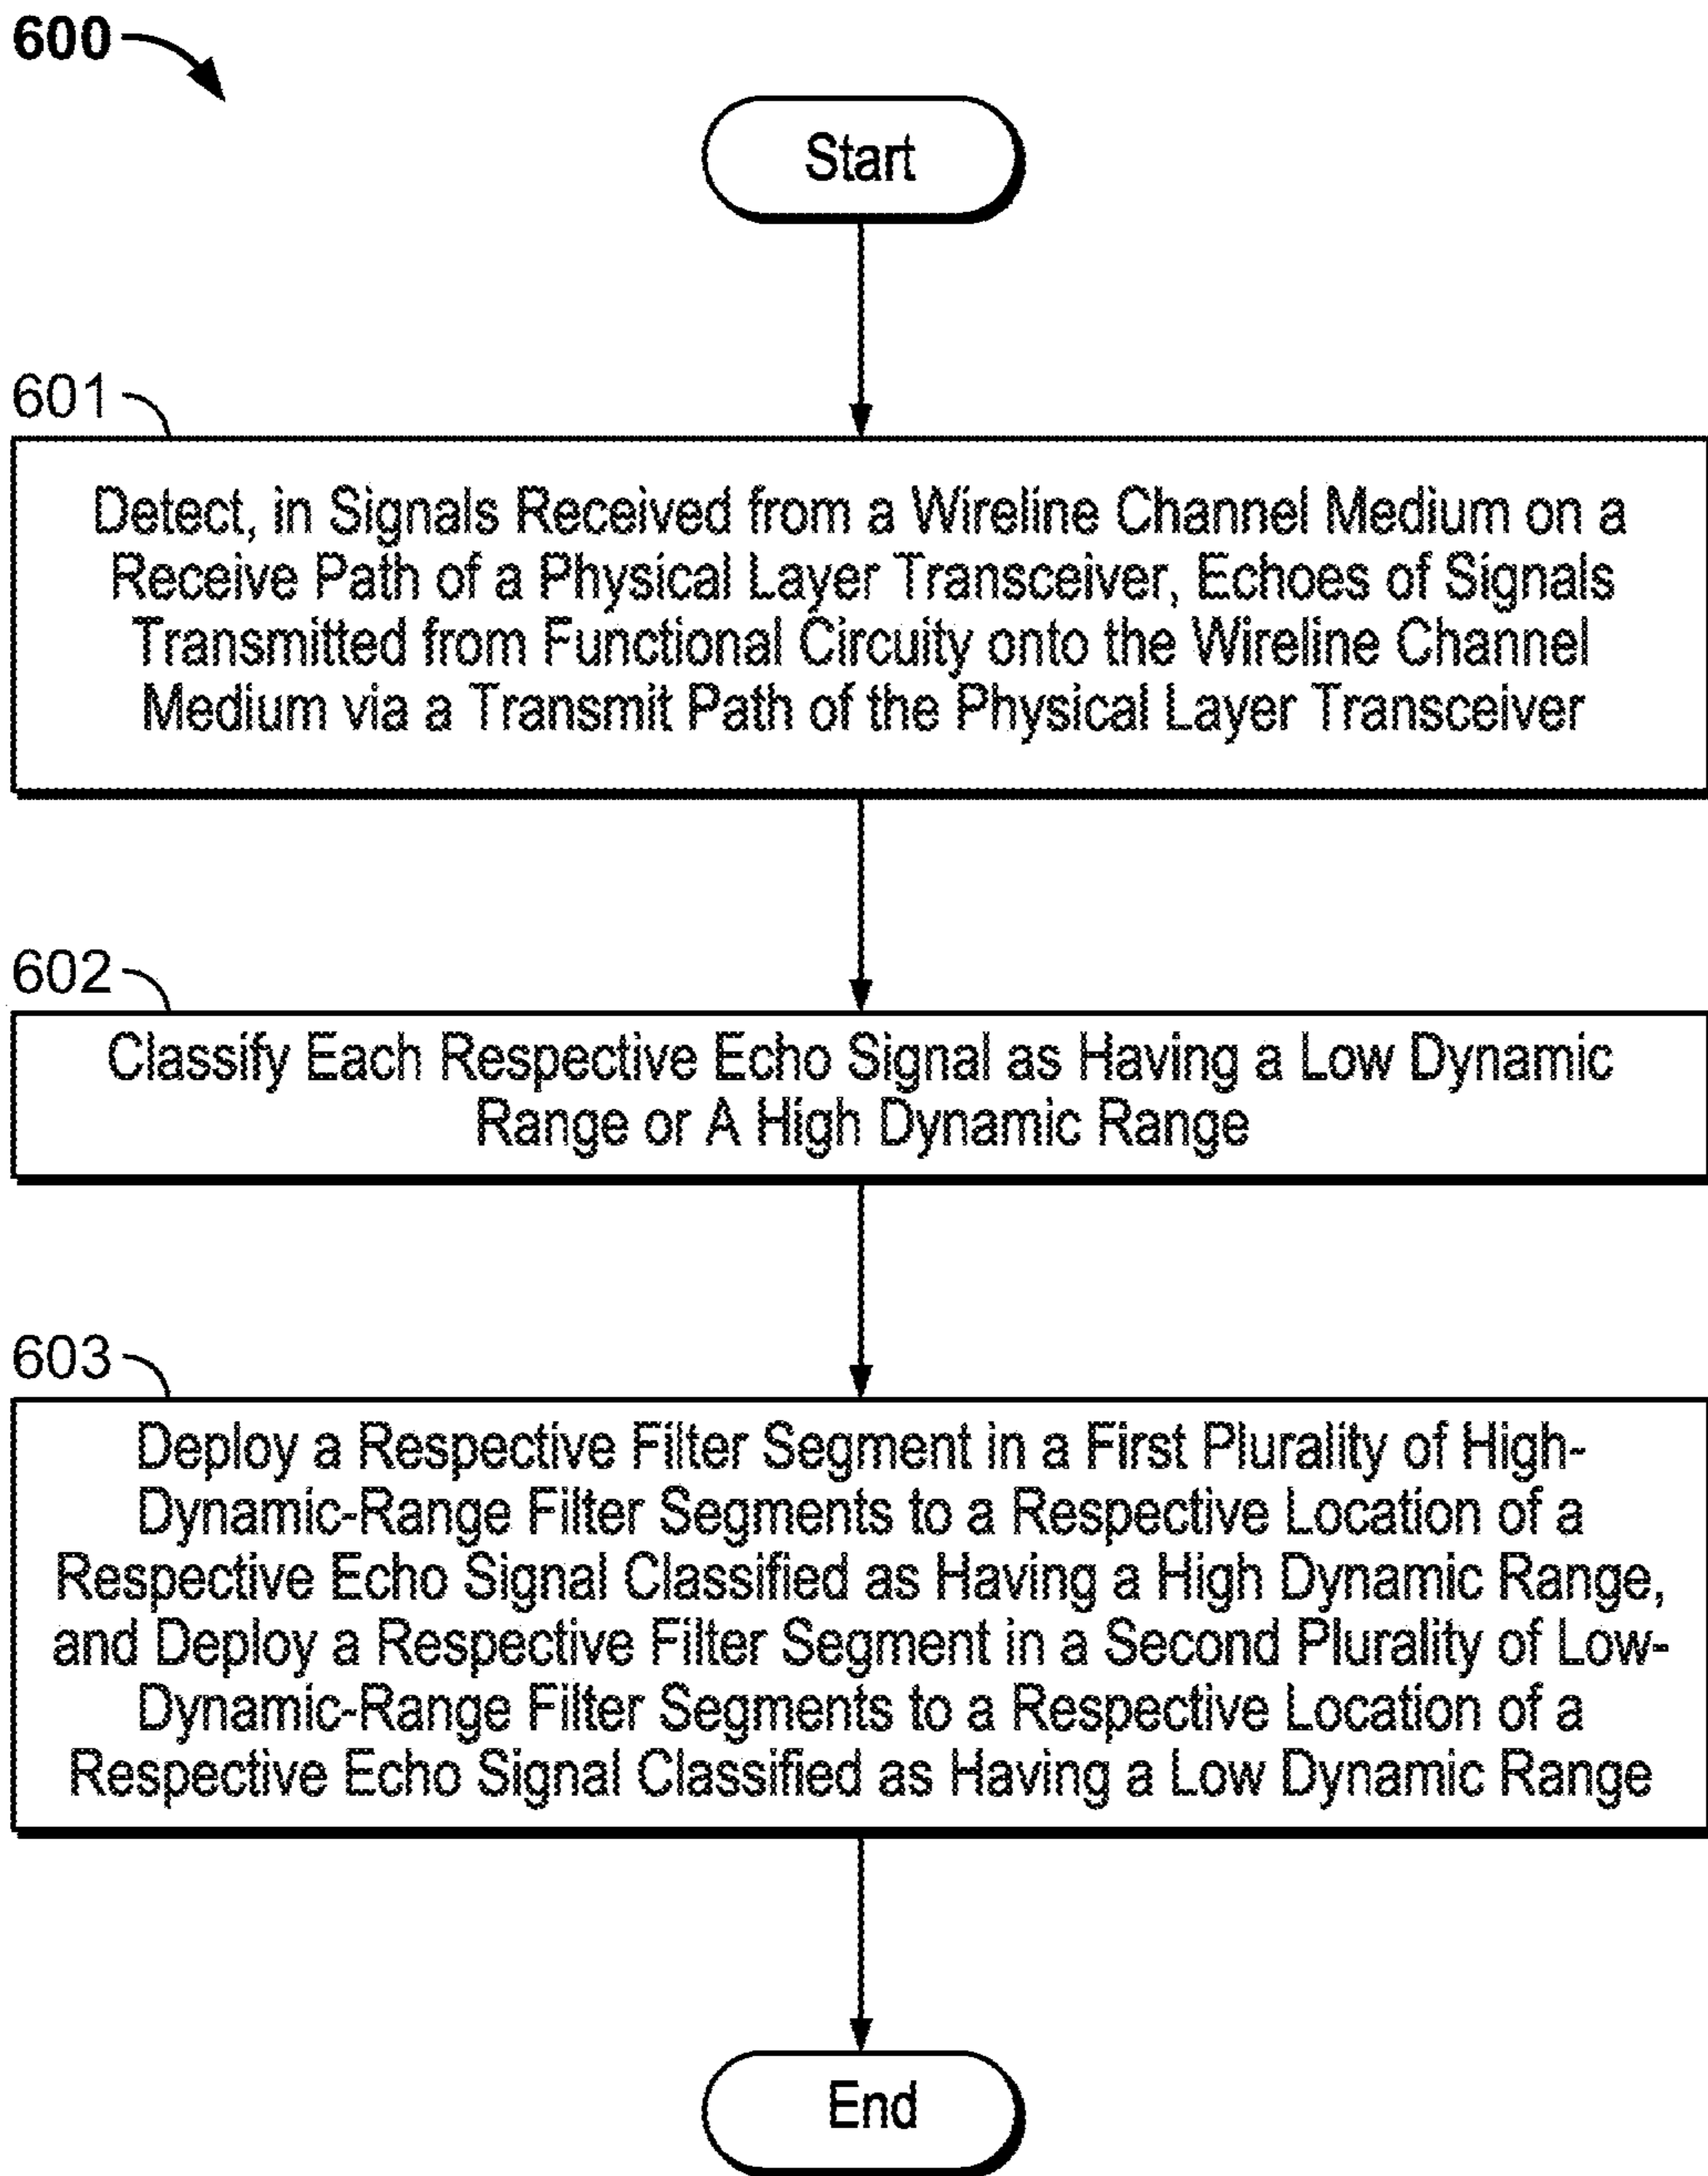 600
Start
601
Detect, in Signals Received from a Wireline Channel Medium on a
Receive Path of a Physical Layer Transceiver, Echoes of Signals
Transmitted from Functional Circuity onto the Wireline Channel
Medium via a Transmit Path of the Physical Layer Transceiver
602
Classify Each Respective Echo Signal as Having a Low Dynamic
Range or A High Dynamic Range
603
Deploy a Respective Filter Segment in a First Plurality of High-
Dynamic-Range Filter Segments to a Respective Location of a
Respective Echo Signal Classified as Having a High Dynamic Range,
and Deploy a Respective Filter Segment in a Second Plurality of Low-
Dynamic-Range Filter Segments to a Respective Location of a
Respective Echo Signal Classified as Having a Low Dynamic Range
End